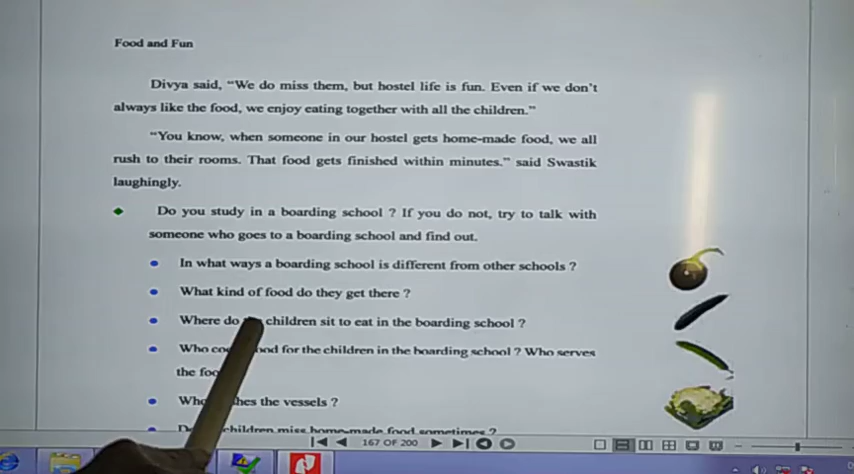 Food and Fun
Divya said, “We do miss them, but hostel life is fun. Even if we don’t
always like the food, we enjoy eating together with all the children.”
“You know, when someone in our hostel gets home-made food, we all
rush to their rooms. That food gets finished within minutes.” said Swastik
laughingly.
Do you study in a boarding school ? If you do not, try to talk with
someone who goes to a boarding school and find out.
In what ways a boarding school is different from other schools ?
What kind of food do they get there ?
Where do children sit to eat in the boarding school ?
Who for the children in the boarding school ? Who serves
the
the vessels ?
children miss home-made food sometimes ?
167 OF 200